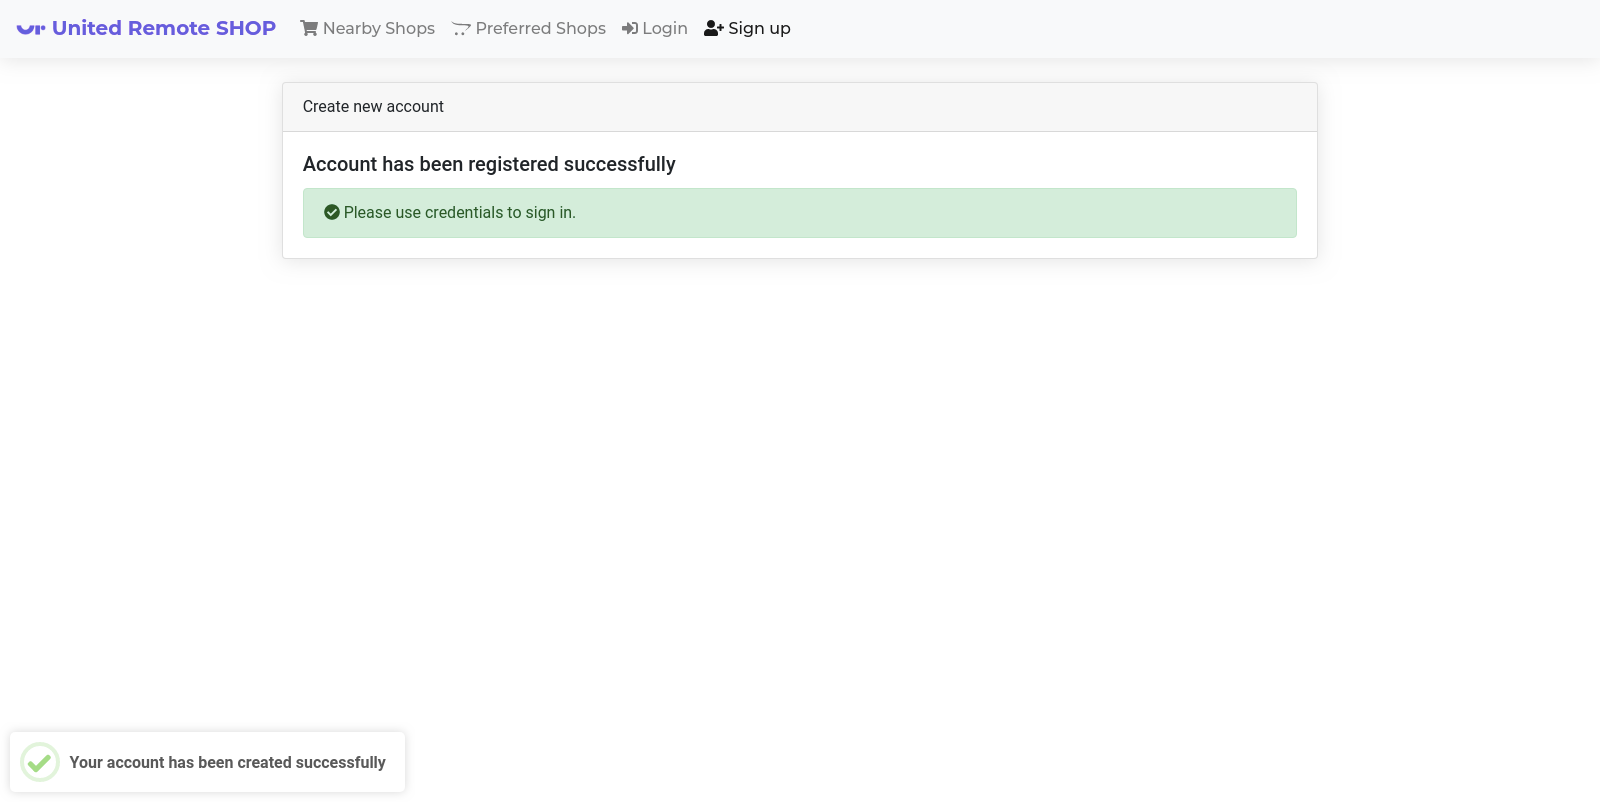 ur United Remote SHOP Nearby Shops Preferred Shops Login Sign up
Create new account
Account has been registered successfully
Please use credentials to sign in.
Your account has been created successfully